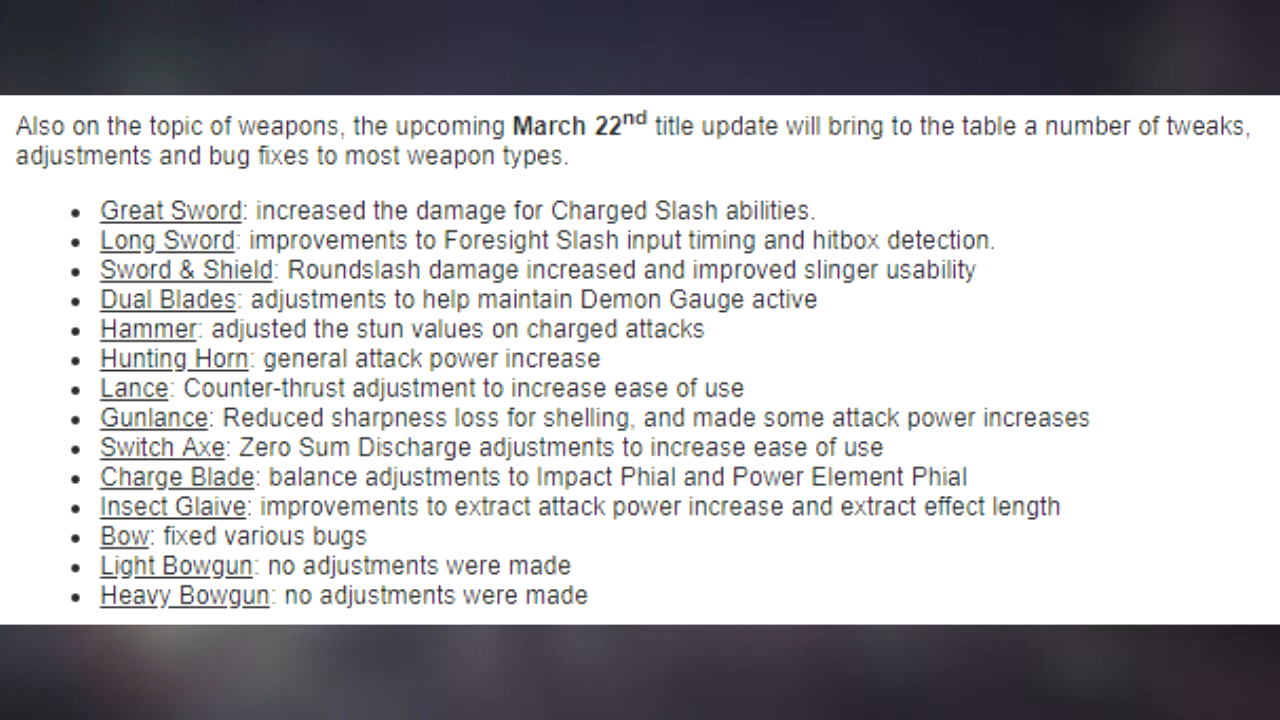 Also on the topic of weapons, the upcoming March 22nd title update will bring to the table a number of tweaks,
adjustments and bug fixes to most weapon types.
• Great Sword: increased the damage for Charged Slash abilities.
• Long Sword: improvements to Foresight Slash input timing and hitbox detection.
• Sword & Shield: Roundslash damage increased and improved slinger usability
• Dual Blades: adjustments to help maintain Demon Gauge active
• Hammer: adjusted the stun values on charged attacks
• Hunting Horn: general attack power increase
• Lance: Counter-thrust adjustment to increase ease of use
• Gunlance: Reduced sharpness loss for shelling, and made some attack power increases
• Switch Axe: Zero Sum Discharge adjustments to increase ease of use
• Charge Blade: balance adjustments to Impact Phial and Power Element Phial
• Insect Glaive: improvements to extract attack power increase and extract effect length
• Bow: fixed various bugs
• Light Bowgun: no adjustments were made
• Heavy Bowgun: no adjustments were made